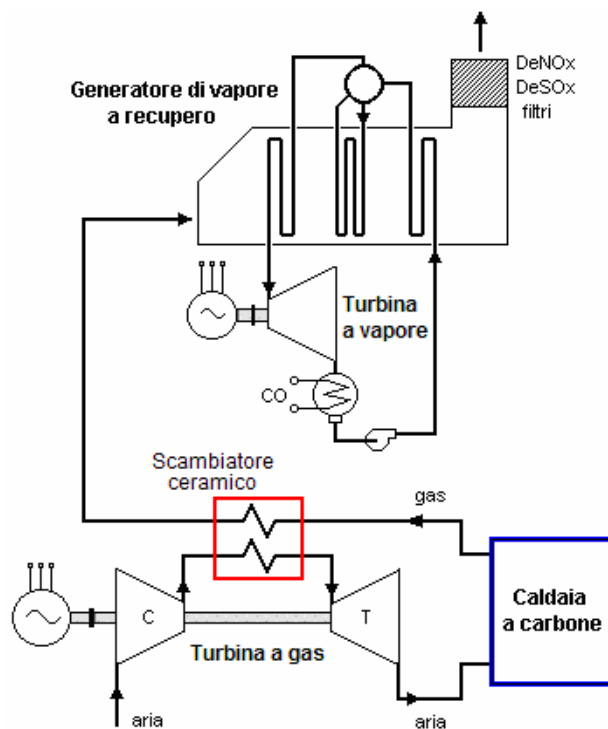 DeNOx
DeSOx
filtri
Generatore di vapore
a recupero
Turbina
a vapore
CO
Scambiatore
ceramico
gas
Caldaia
a carbone
C
T
Turbina a gas
aria
aria